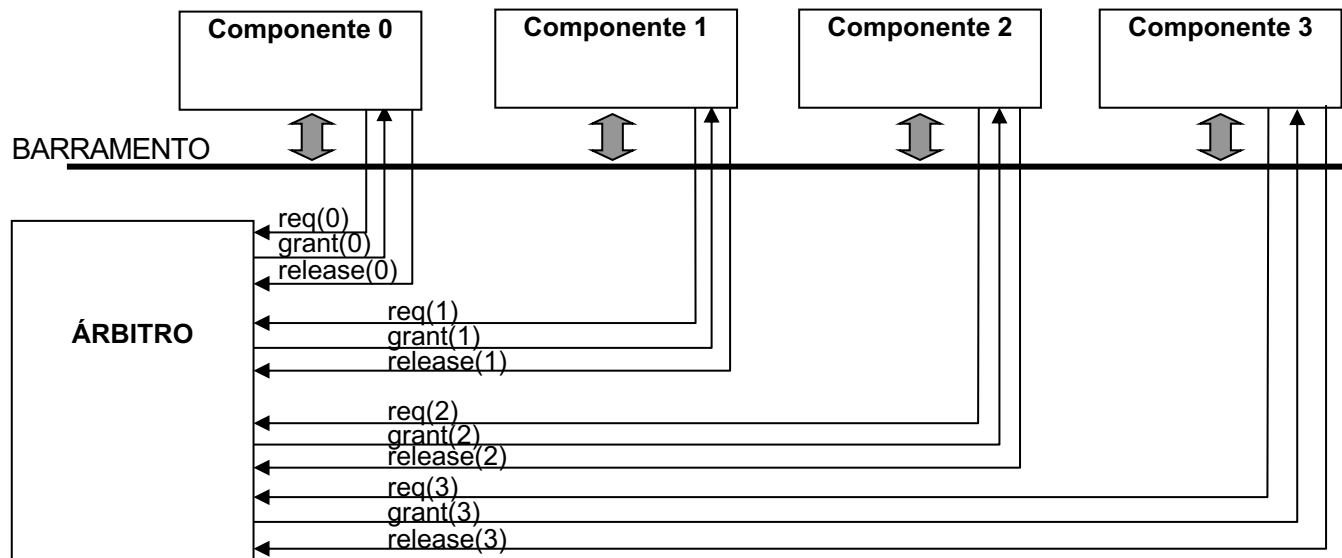 Componente 0
Componente 1
Componente 2
Componente 3
BARRAMENTO
req(0)
grant(0)
release(0)
ÁRBITRO
req(1)
grant(1)
release(1)
req(2)
grant(2)
release(2)
req(3)
grant(3)
release(3)